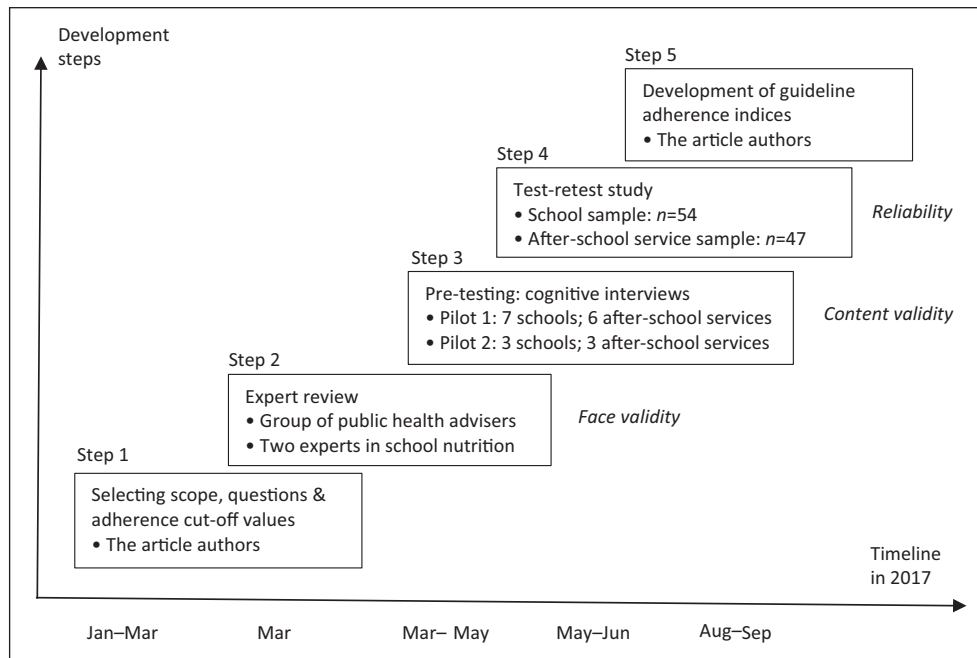 Development
steps
Step 5
Development of guideline
adherence indices
• The article authors
Step 4
Test-retest study
• School sample: n=54
• After-school service sample: n=47
Reliability
Step 3
Pre-testing: cognitive interviews
• Pilot 1: 7 schools; 6 after-school services
• Pilot 2: 3 schools; 3 after-school services
Content validity
Step 2
Expert review
• Group of public health advisers
• Two experts in school nutrition
Face validity
Step 1
Selecting scope, questions &
adherence cut-off values
• The article authors
Timeline
in 2017
Jan–Mar Mar Mar– May May–Jun Aug–Sep